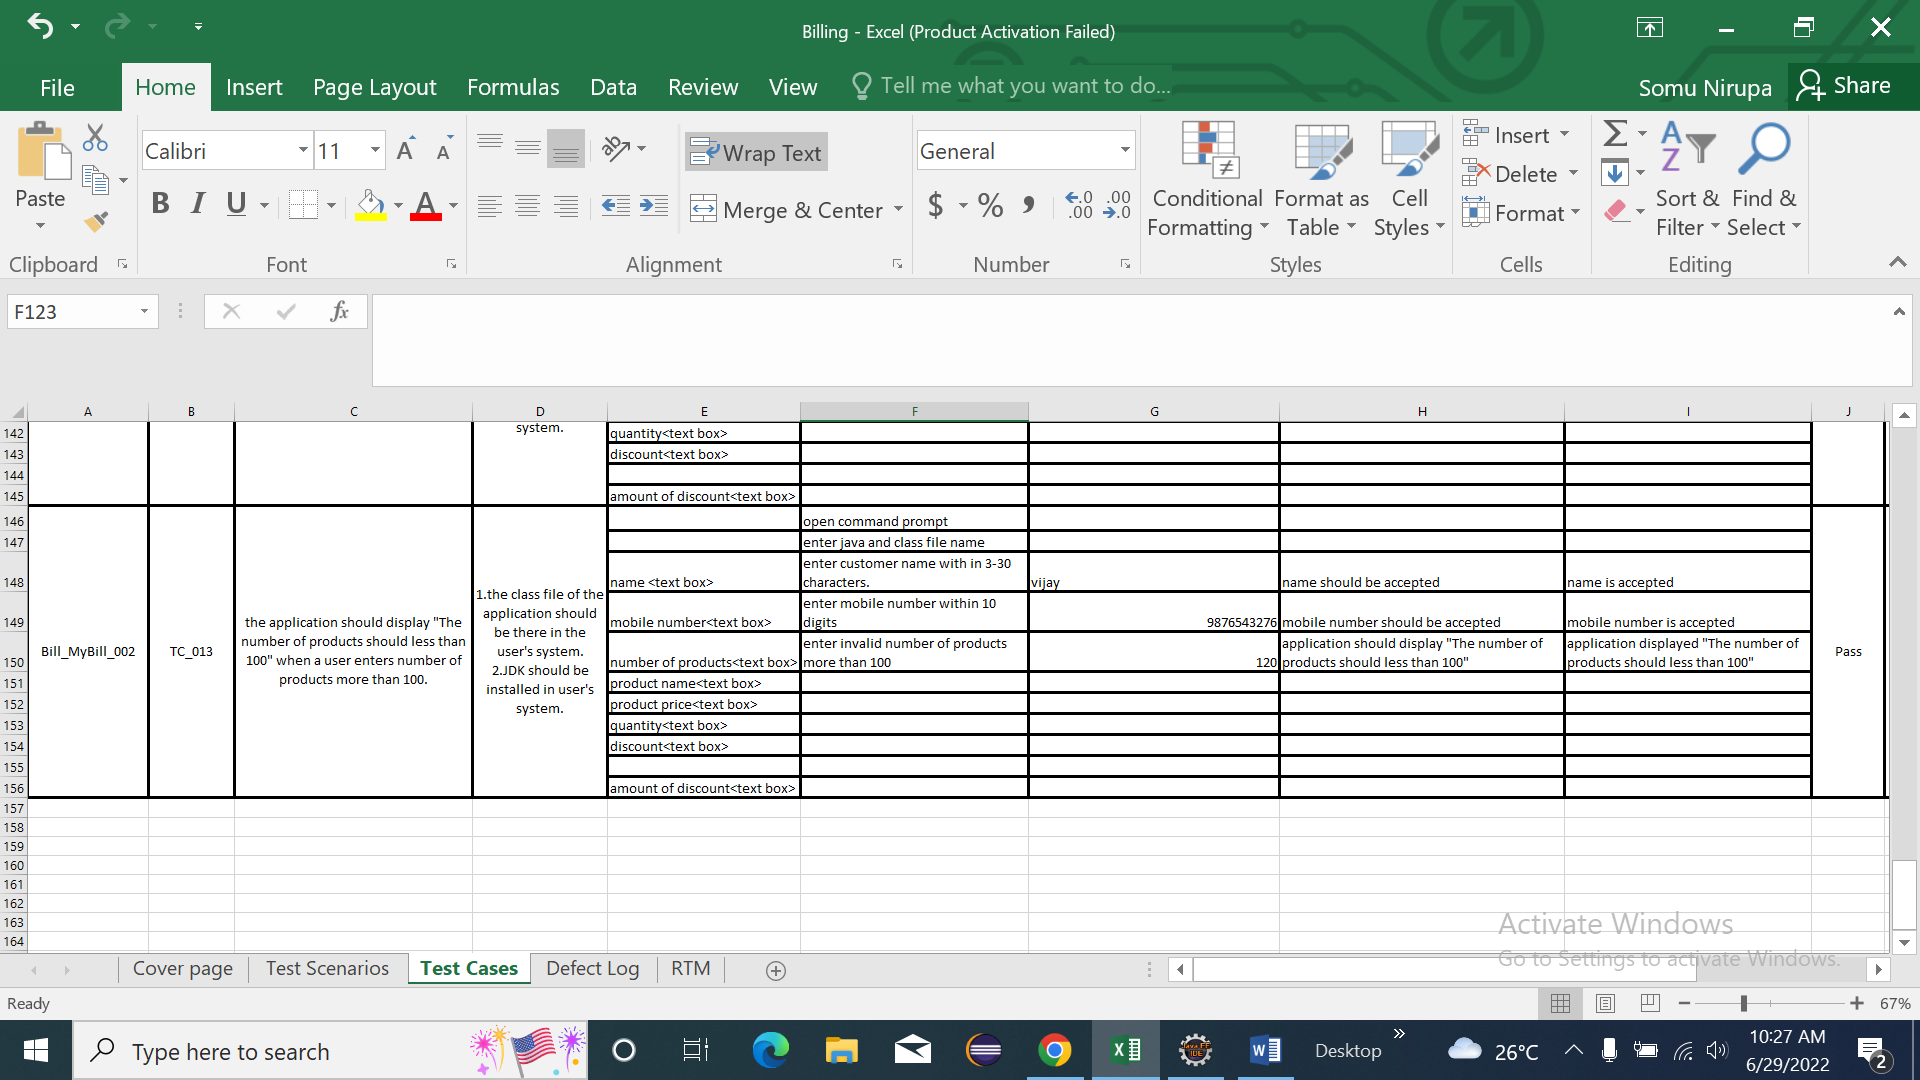 Billing - Excel (Product Activation Failed)
File Home Insert Page Layout Formulas Data Review View Tell me what you want to do... Somu Nirupa Share
Paste
Clipboard
Calibri 11 A A
B I U A
Font
Wrap Text
Merge & Center
Alignment
General
$ % , .0 .00 .00 .0
Number
Conditional Formatting
Format as Table
Cell Styles
Styles
Insert
Delete
Format
Cells
Sort & Filter
Find & Select
Editing
F123 fx
A B C D E F G H I J
system.
142 quantity<text box>
143 discount<text box>
144
145 amount of discount<text box>
146 open command prompt
147 enter java and class file name
148 name <text box> enter customer name with in 3-30 characters. vijay name should be accepted name is accepted
149 mobile number<text box> enter mobile number within 10 digits 9876543276 mobile number should be accepted mobile number is accepted
150 number of products<text box> enter invalid number of products more than 100 120 application should display "The number of products should less than 100" application displayed "The number of products should less than 100"
Bill_MyBill_002
TC_013
the application should display "The number of products should less than 100" when a user enters number of products more than 100.
1.the class file of the application should be there in the user's system.
2.JDK should be installed in user's system.
Pass
151 product name<text box>
152 product price<text box>
153 quantity<text box>
154 discount<text box>
155
156 amount of discount<text box>
157
158
159
160
161
162
163
164
Activate Windows
Go to Settings to activate Windows.
Cover page Test Scenarios Test Cases Defect Log RTM
Ready 67%
Type here to search
Desktop
26°C
10:27 AM
6/29/2022
2